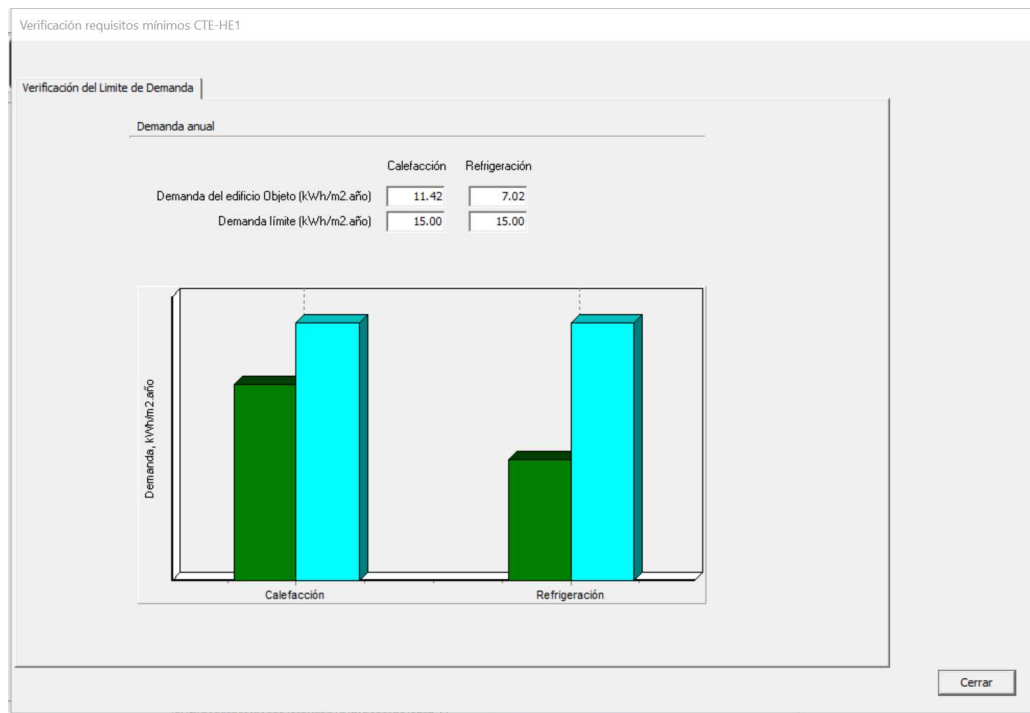 Verificación requisitos mínimos CTE-HE1
Verificación del Limite de Demanda
Demanda anual
Calefacción Refrigeración
Demanda del edificio Objeto (kWh/m2.año) 11.42 7.02
Demanda límite (kWh/m2.año) 15.00 15.00
Demanda, kWh/m2.año
Calefacción Refrigeración
Cerrar